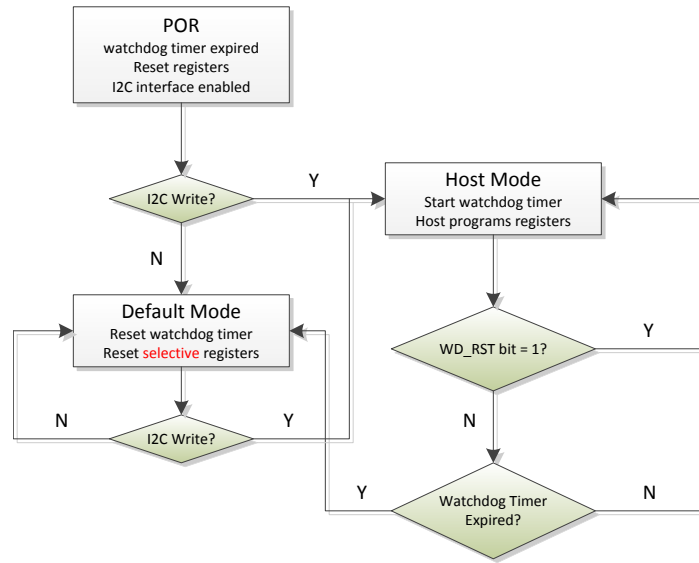 POR
watchdog timer expired
Reset registers
I2C interface enabled
I2C Write?
Y
N
Host Mode
Start watchdog timer
Host programs registers
Default Mode
Reset watchdog timer
Reset selective registers
I2C Write?
N
Y
WD_RST bit = 1?
Y
N
Watchdog Timer
Expired?
Y
N